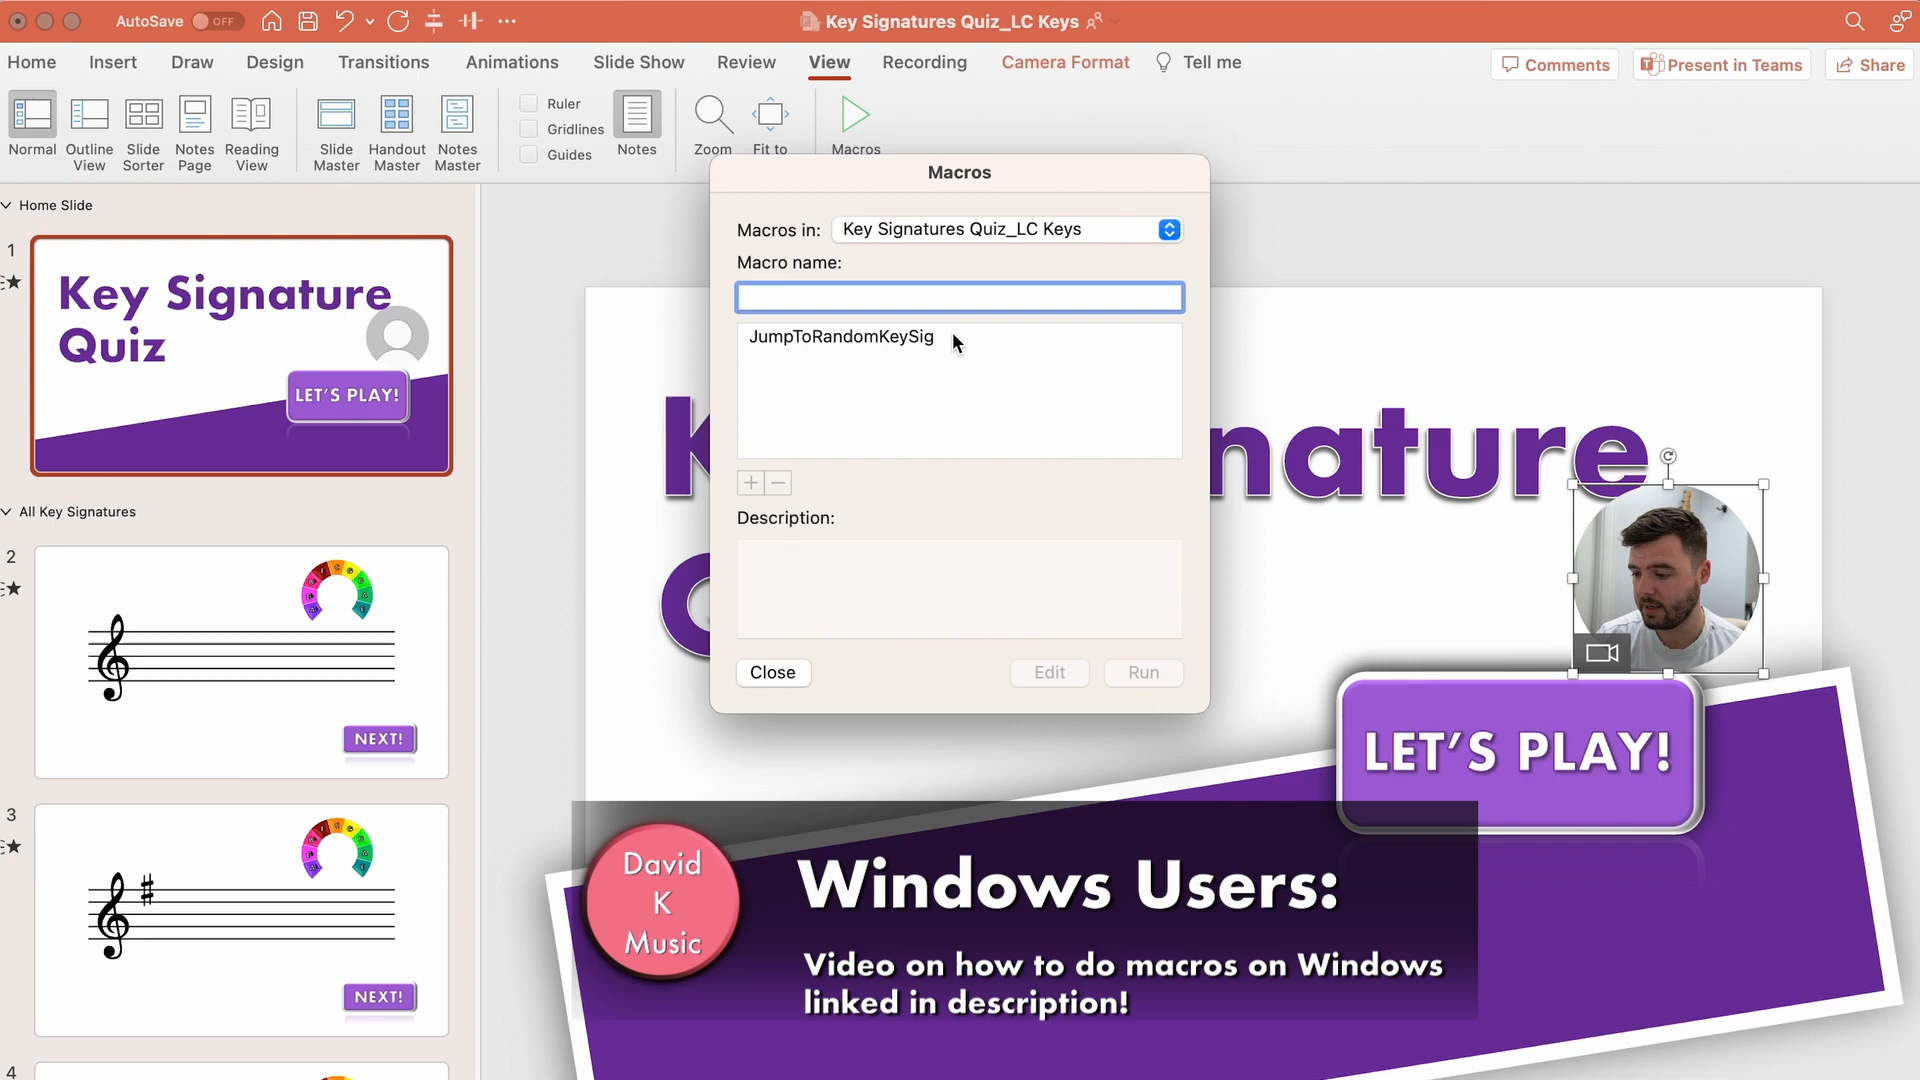 AutoSave OFF
Key Signatures Quiz_LC Keys
Home Insert Draw Design Transitions Animations Slide Show Review View Recording Camera Format Tell me
Comments Present in Teams Share
Normal
Outline View
Slide Sorter
Notes Page
Reading View
Slide Master
Handout Master
Notes Master
Ruler
Gridlines
Guides
Notes
Zoom
Fit to
Macros
Macros
Macros in: Key Signatures Quiz_LC Keys
Macro name:
JumpToRandomKeySig
+ −
Description:
Close Edit Run
Home Slide
1
Key Signature
Quiz
LET'S PLAY!
All Key Signatures
2
NEXT!
3
NEXT!
4
K nature
LET'S PLAY!
David
K
Music
Windows Users:
Video on how to do macros on Windows
linked in description!